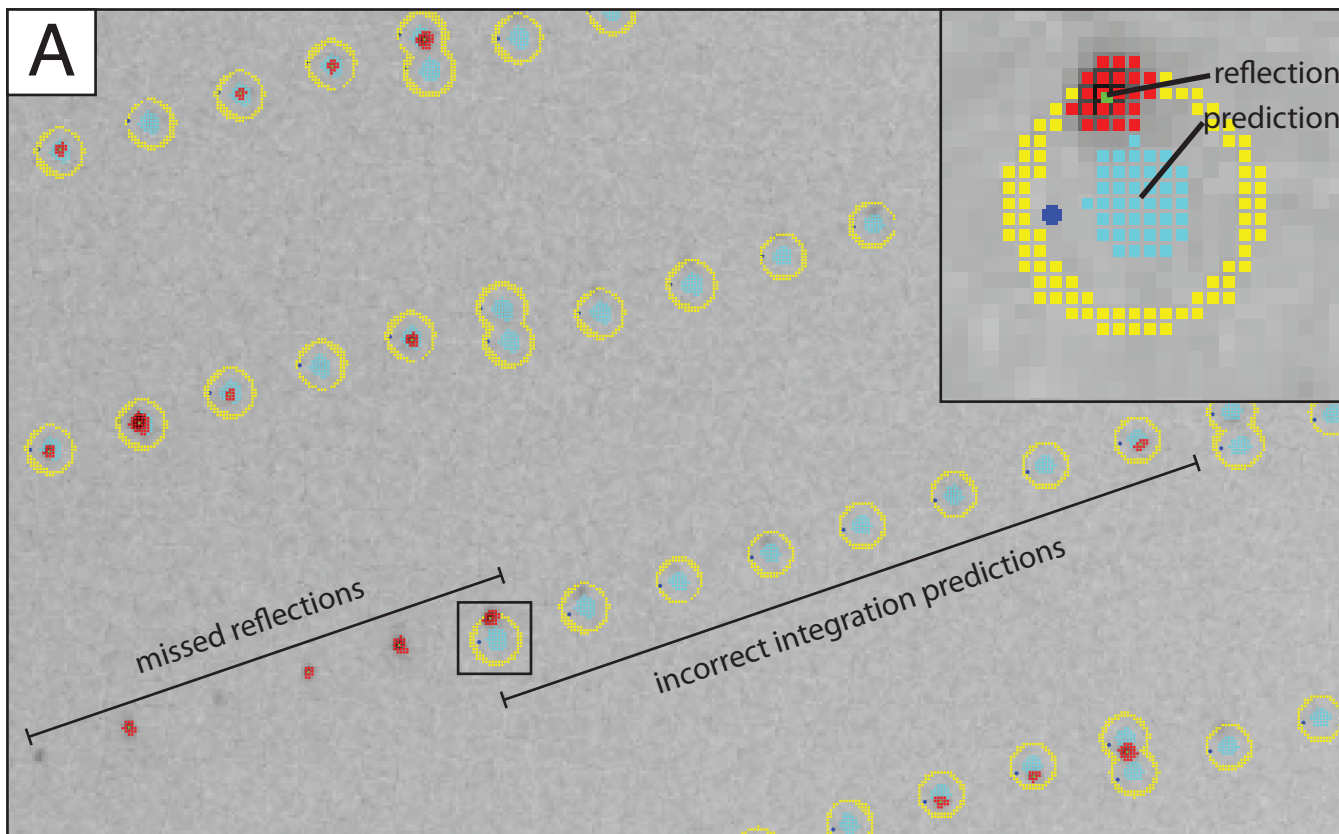 A
reflection
prediction
missed reflections
incorrect integration predictions